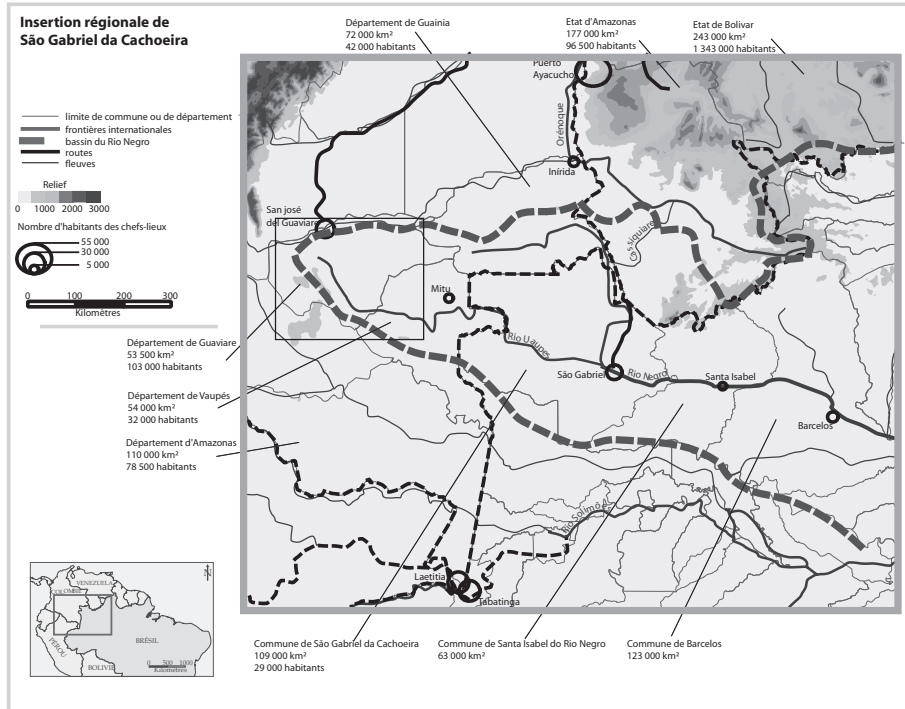 Insertion régionale de
São Gabriel da Cachoeira
Département de Guainia
72 000 km²
42 000 habitants
Etat d'Amazonas
177 000 km²
96 500 habitants
Etat de Bolivar
243 000 km²
1 343 000 habitants
limite de commune ou de département
frontières internationales
bassin du Rio Negro
routes
fleuves
Relief
0 1000 2000 3000
Nombre d'habitants des chefs-lieux
55 000
30 000
5 000
0 100 200 300
Kilomètres
Puerto
Ayacucho
Orénoque
Inírida
San josé
del Guaviare
Cassiquiare
Mitu
Rio Uaupés
São Gabriel
Rio Negro
Santa Isabel
Barcelos
Département de Guaviare
53 500 km²
103 000 habitants
Département de Vaupés
54 000 km²
32 000 habitants
Département d'Amazonas
110 000 km²
78 500 habitants
Rio Solimões
Laetitia
Tabatinga
N
VENEZUELA
COLOMBIE
BRÉSIL
PÉROU
BOLIVIE
0 500 1000
Kilomètres
Commune de São Gabriel da Cachoeira
109 000 km²
29 000 habitants
Commune de Santa Isabel do Rio Negro
63 000 km²
Commune de Barcelos
123 000 km²